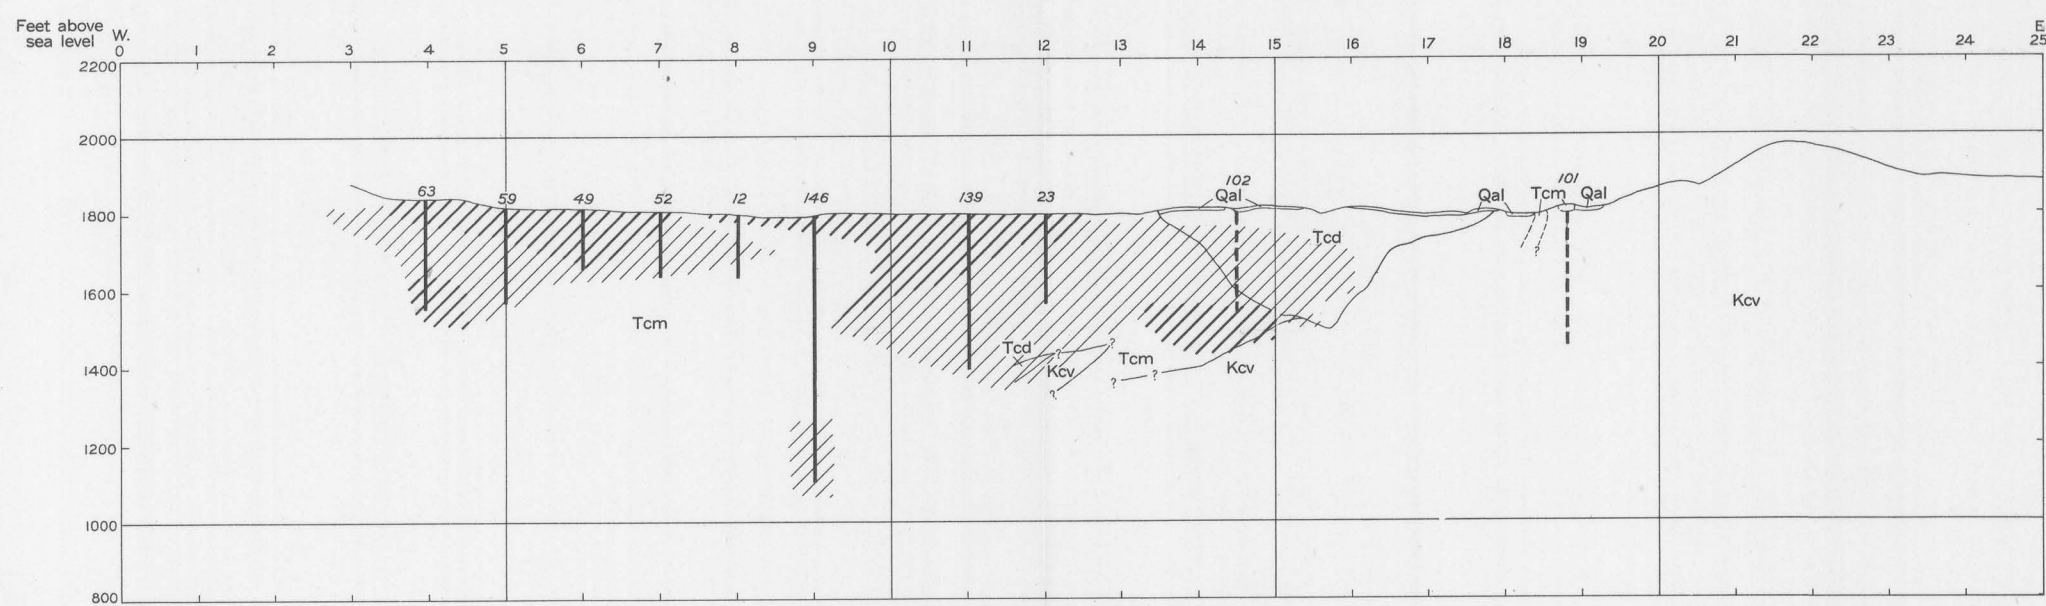 Feet above
sea level W. E
0 1 2 3 4 5 6 7 8 9 10 11 12 13 14 15 16 17 18 19 20 21 22 23 24 25
2200
2000
102 101
63 59 49 52 12 146 139 23 Qal Qal Tcm Qal
1800
Tcd
1600
Kcv
Tcm
Tcd ? ? Tcm
1400
Kcv ? ? Kcv
?
?
1200
1000
800